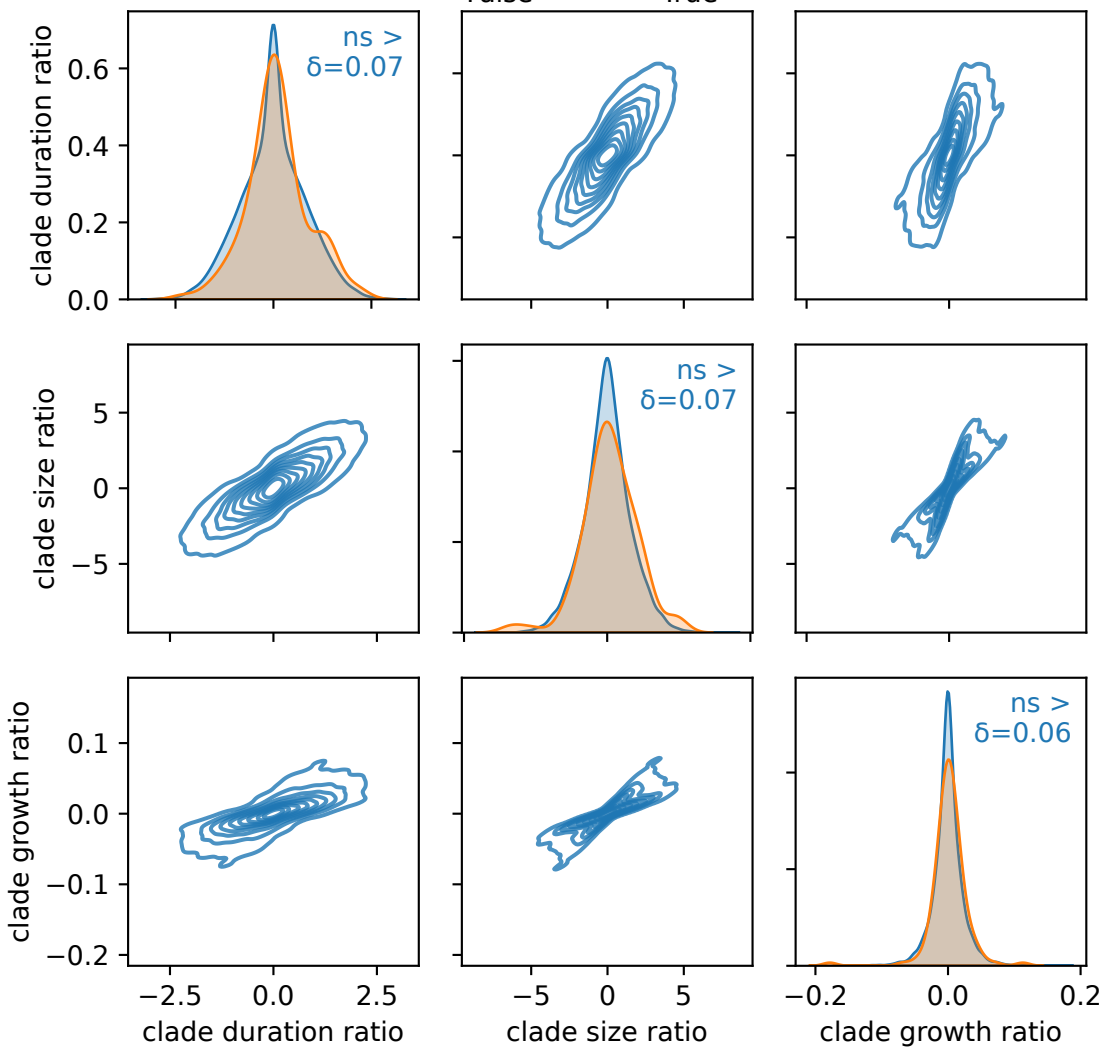 False True
clade duration ratio
0.6
0.4
0.2
0.0
ns >
δ=0.07
clade size ratio
5
0
−5
ns >
δ=0.07
clade growth ratio
0.1
0.0
−0.1
−0.2
ns >
δ=0.06
−2.5 0.0 2.5
−5 0 5
−0.2 0.0 0.2
clade duration ratio
clade size ratio
clade growth ratio